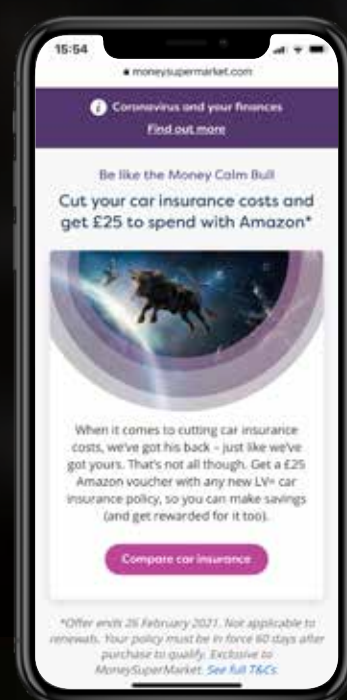 15:54
moneysupermarket.com
Coronavirus and your finances
Find out more
Be like the Money Calm Bull
Cut your car insurance costs and
get £25 to spend with Amazon*
When it comes to cutting car insurance
costs, we've got his back – just like we've
got yours. That's not all though. Get a £25
Amazon voucher with any new LV= car
insurance policy, so you can make savings
(and get rewarded for it too).
Compare car insurance
*Offer ends 26 February 2021. Not applicable to
renewals. Your policy must be in force 60 days after
purchase to qualify. Exclusive to
MoneySuperMarket. See full T&Cs.